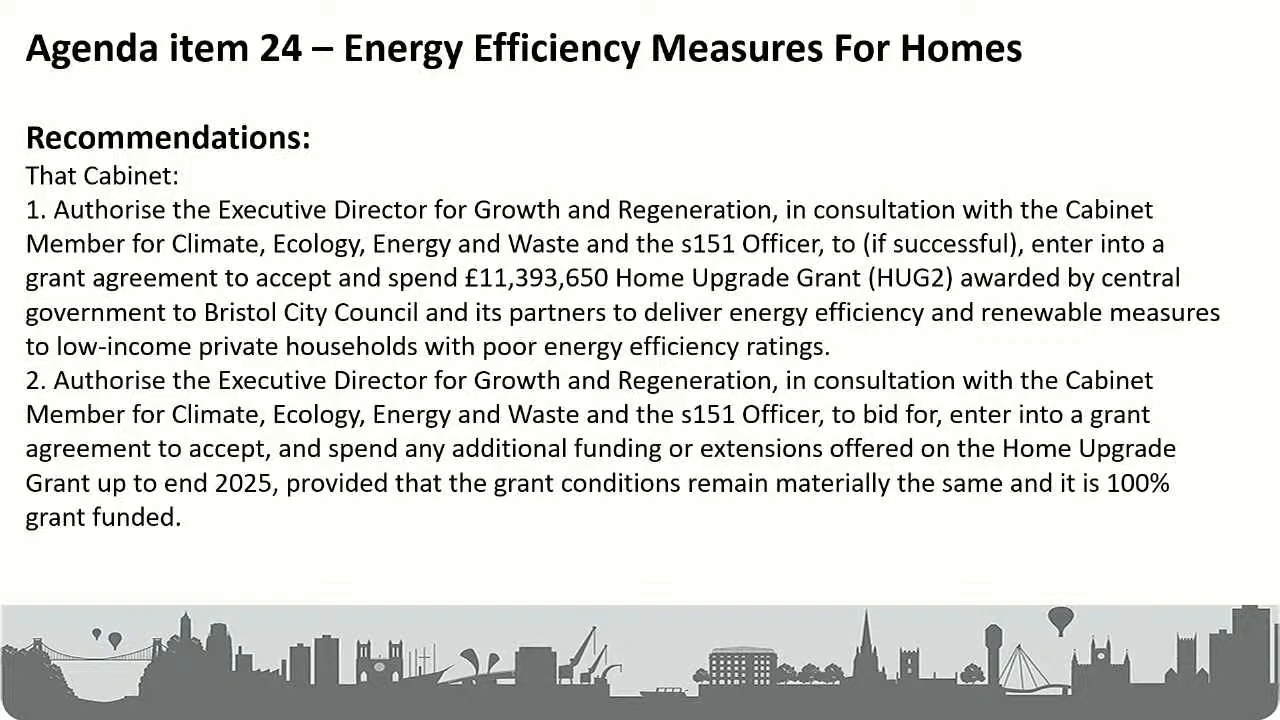 Agenda item 24 – Energy Efficiency Measures For Homes
Recommendations:
That Cabinet:
1. Authorise the Executive Director for Growth and Regeneration, in consultation with the Cabinet
Member for Climate, Ecology, Energy and Waste and the s151 Officer, to (if successful), enter into a
grant agreement to accept and spend £11,393,650 Home Upgrade Grant (HUG2) awarded by central
government to Bristol City Council and its partners to deliver energy efficiency and renewable measures
to low-income private households with poor energy efficiency ratings.
2. Authorise the Executive Director for Growth and Regeneration, in consultation with the Cabinet
Member for Climate, Ecology, Energy and Waste and the s151 Officer, to bid for, enter into a grant
agreement to accept, and spend any additional funding or extensions offered on the Home Upgrade
Grant up to end 2025, provided that the grant conditions remain materially the same and it is 100%
grant funded.